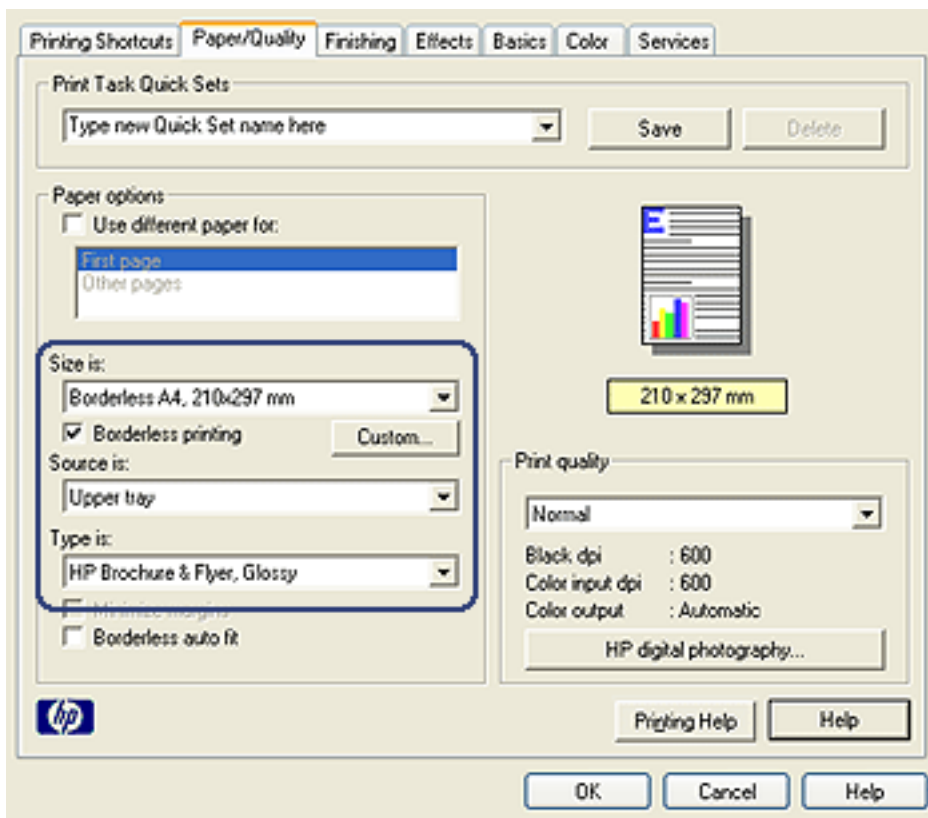 Printing Shortcuts Paper/Quality Finishing Effects Basics Color Services
Print Task Quick Sets
Type new Quick Set name here Save Delete
Paper options
Use different paper for:
First page
Other pages
Size is:
Borderless A4, 210x297 mm
Borderless printing Custom...
Source is:
Upper tray
Type is:
HP Brochure & Flyer, Glossy
Minimize margins
Borderless auto fit
E
210 x 297 mm
Print quality
Normal
Black dpi : 600
Color input dpi : 600
Color output : Automatic
HP digital photography...
hp
Printing Help Help
OK Cancel Help